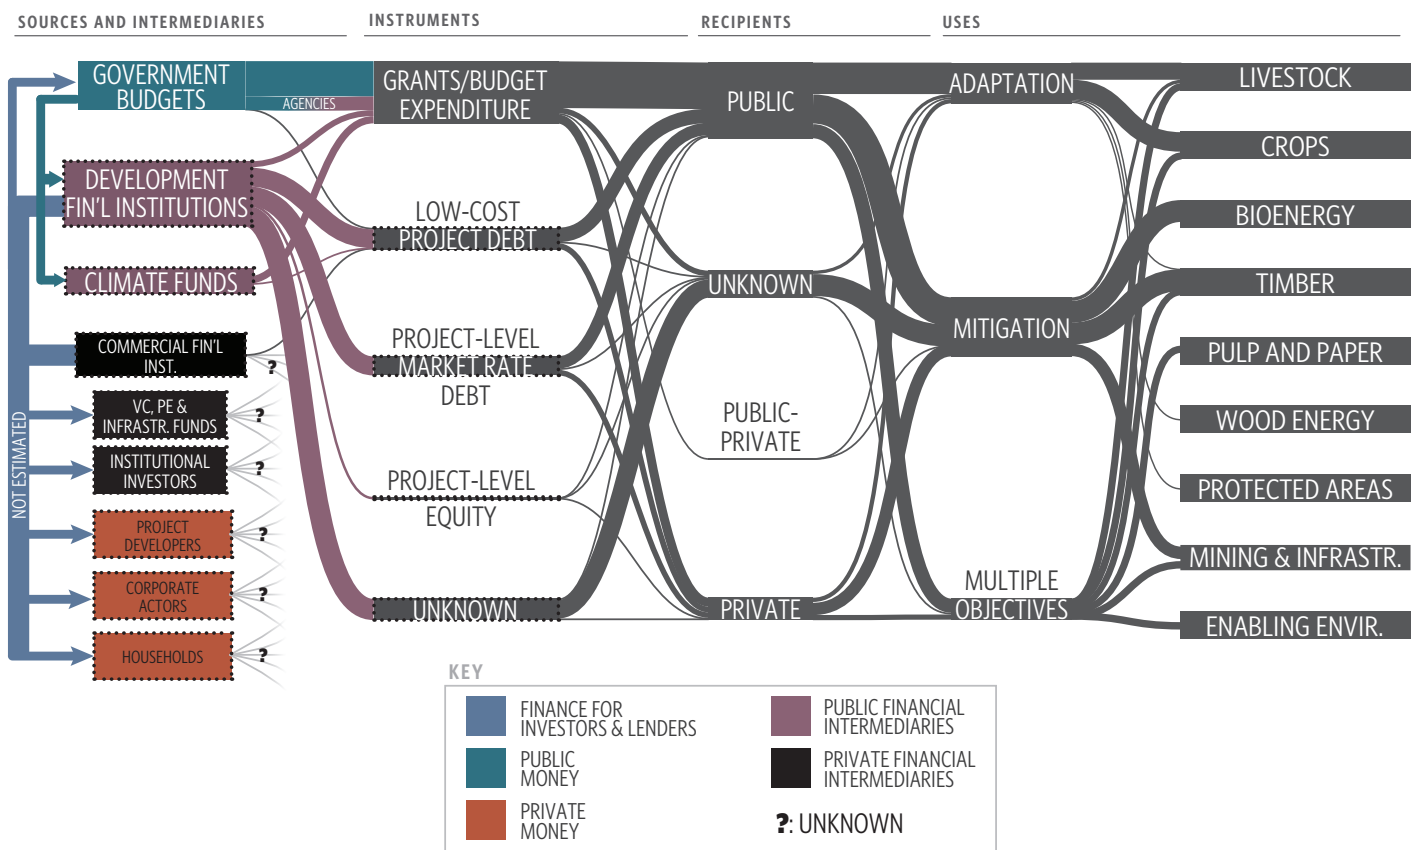 SOURCES AND INTERMEDIARIES
INSTRUMENTS
RECIPIENTS
USES
GOVERNMENT
BUDGETS
AGENCIES
DEVELOPMENT
FIN'L INSTITUTIONS
CLIMATE FUNDS
COMMERCIAL FIN'L
INST.
?
VC, PE &
INFRASTR. FUNDS
?
INSTITUTIONAL
INVESTORS
?
PROJECT
DEVELOPERS
?
CORPORATE
ACTORS
?
HOUSEHOLDS
?
NOT ESTIMATED
GRANTS/BUDGET
EXPENDITURE
LOW-COST
PROJECT DEBT
PROJECT-LEVEL
MARKET RATE
DEBT
PROJECT-LEVEL
EQUITY
UNKNOWN
PUBLIC
UNKNOWN
PUBLIC-
PRIVATE
PRIVATE
ADAPTATION
MITIGATION
MULTIPLE
OBJECTIVES
LIVESTOCK
CROPS
BIOENERGY
TIMBER
PULP AND PAPER
WOOD ENERGY
PROTECTED AREAS
MINING & INFRASTR.
ENABLING ENVIR.
KEY
FINANCE FOR
INVESTORS & LENDERS
PUBLIC
MONEY
PRIVATE
MONEY
PUBLIC FINANCIAL
INTERMEDIARIES
PRIVATE FINANCIAL
INTERMEDIARIES
?: UNKNOWN